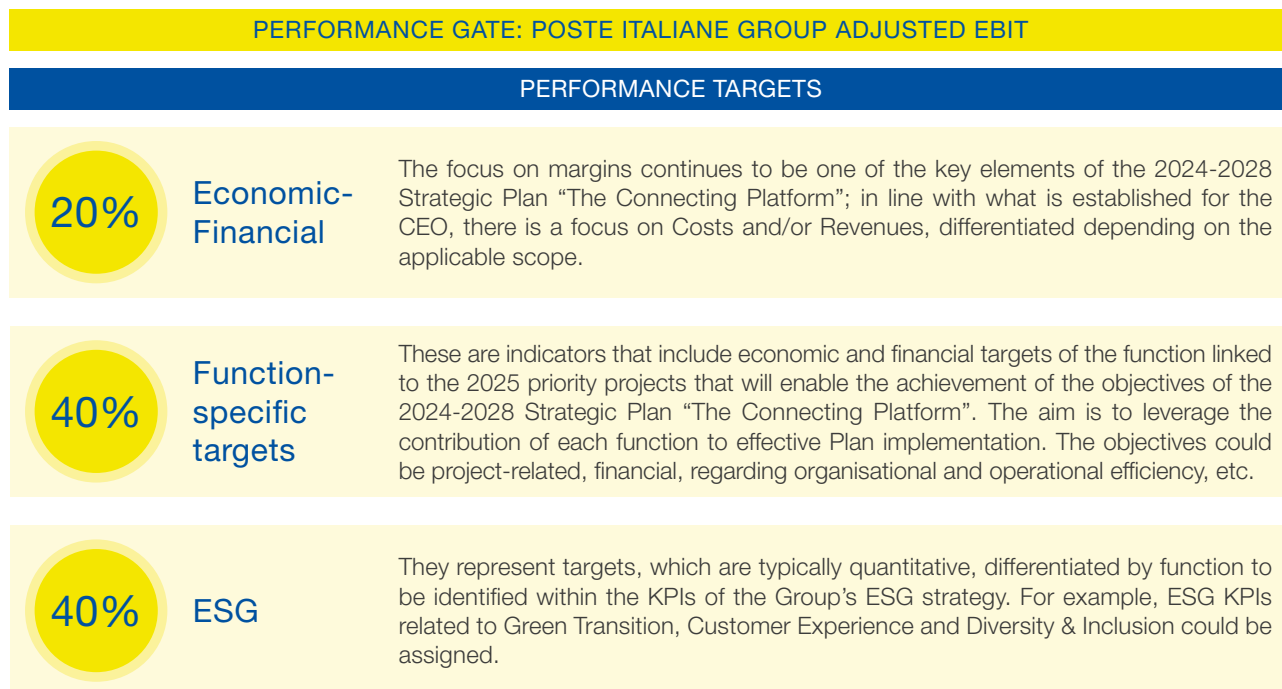 PERFORMANCE GATE: POSTE ITALIANE GROUP ADJUSTED EBIT
PERFORMANCE TARGETS
20%
Economic-
Financial
The focus on margins continues to be one of the key elements of the 2024-2028
Strategic Plan “The Connecting Platform”; in line with what is established for the
CEO, there is a focus on Costs and/or Revenues, differentiated depending on the
applicable scope.
40%
Function-
specific
targets
These are indicators that include economic and financial targets of the function linked
to the 2025 priority projects that will enable the achievement of the objectives of the
2024-2028 Strategic Plan “The Connecting Platform”. The aim is to leverage the
contribution of each function to effective Plan implementation. The objectives could
be project-related, financial, regarding organisational and operational efficiency, etc.
40%
ESG
They represent targets, which are typically quantitative, differentiated by function to
be identified within the KPIs of the Group’s ESG strategy. For example, ESG KPIs
related to Green Transition, Customer Experience and Diversity & Inclusion could be
assigned.